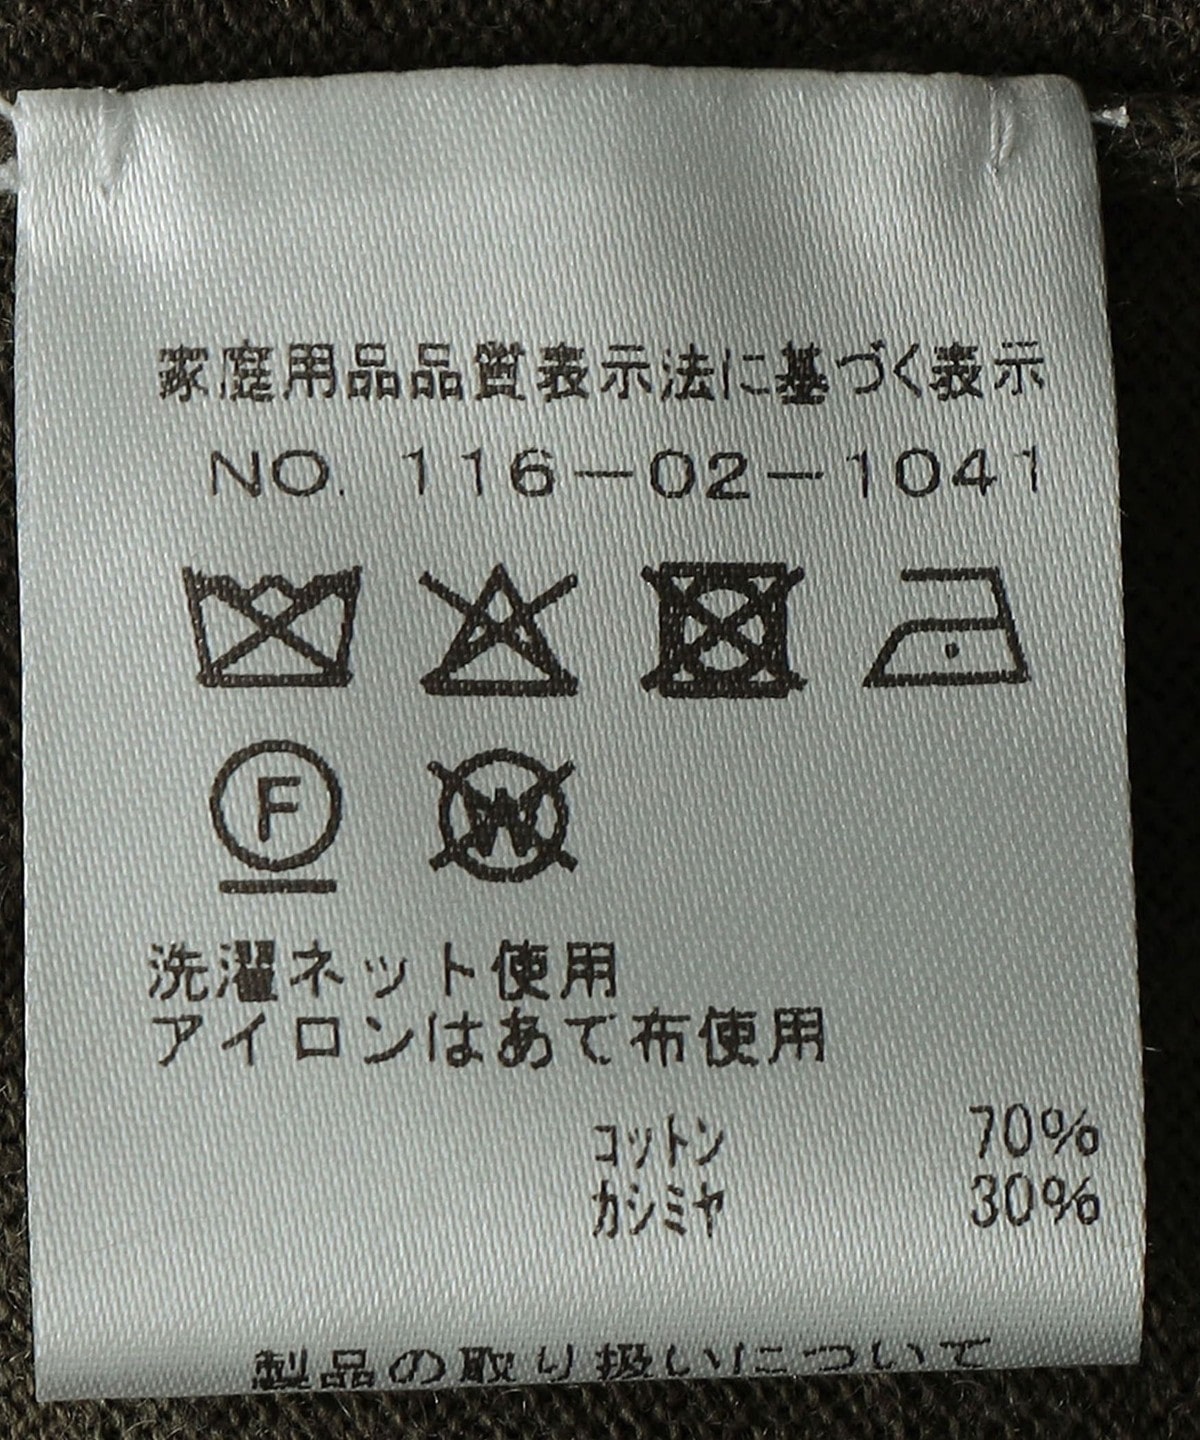 家庭用品品質表示法に基づく表示
NO. 116-02-1041
F
W
洗濯ネット使用
アイロンはあて布使用
コットン 70%
カシミヤ 30%
製品の取り扱いについて